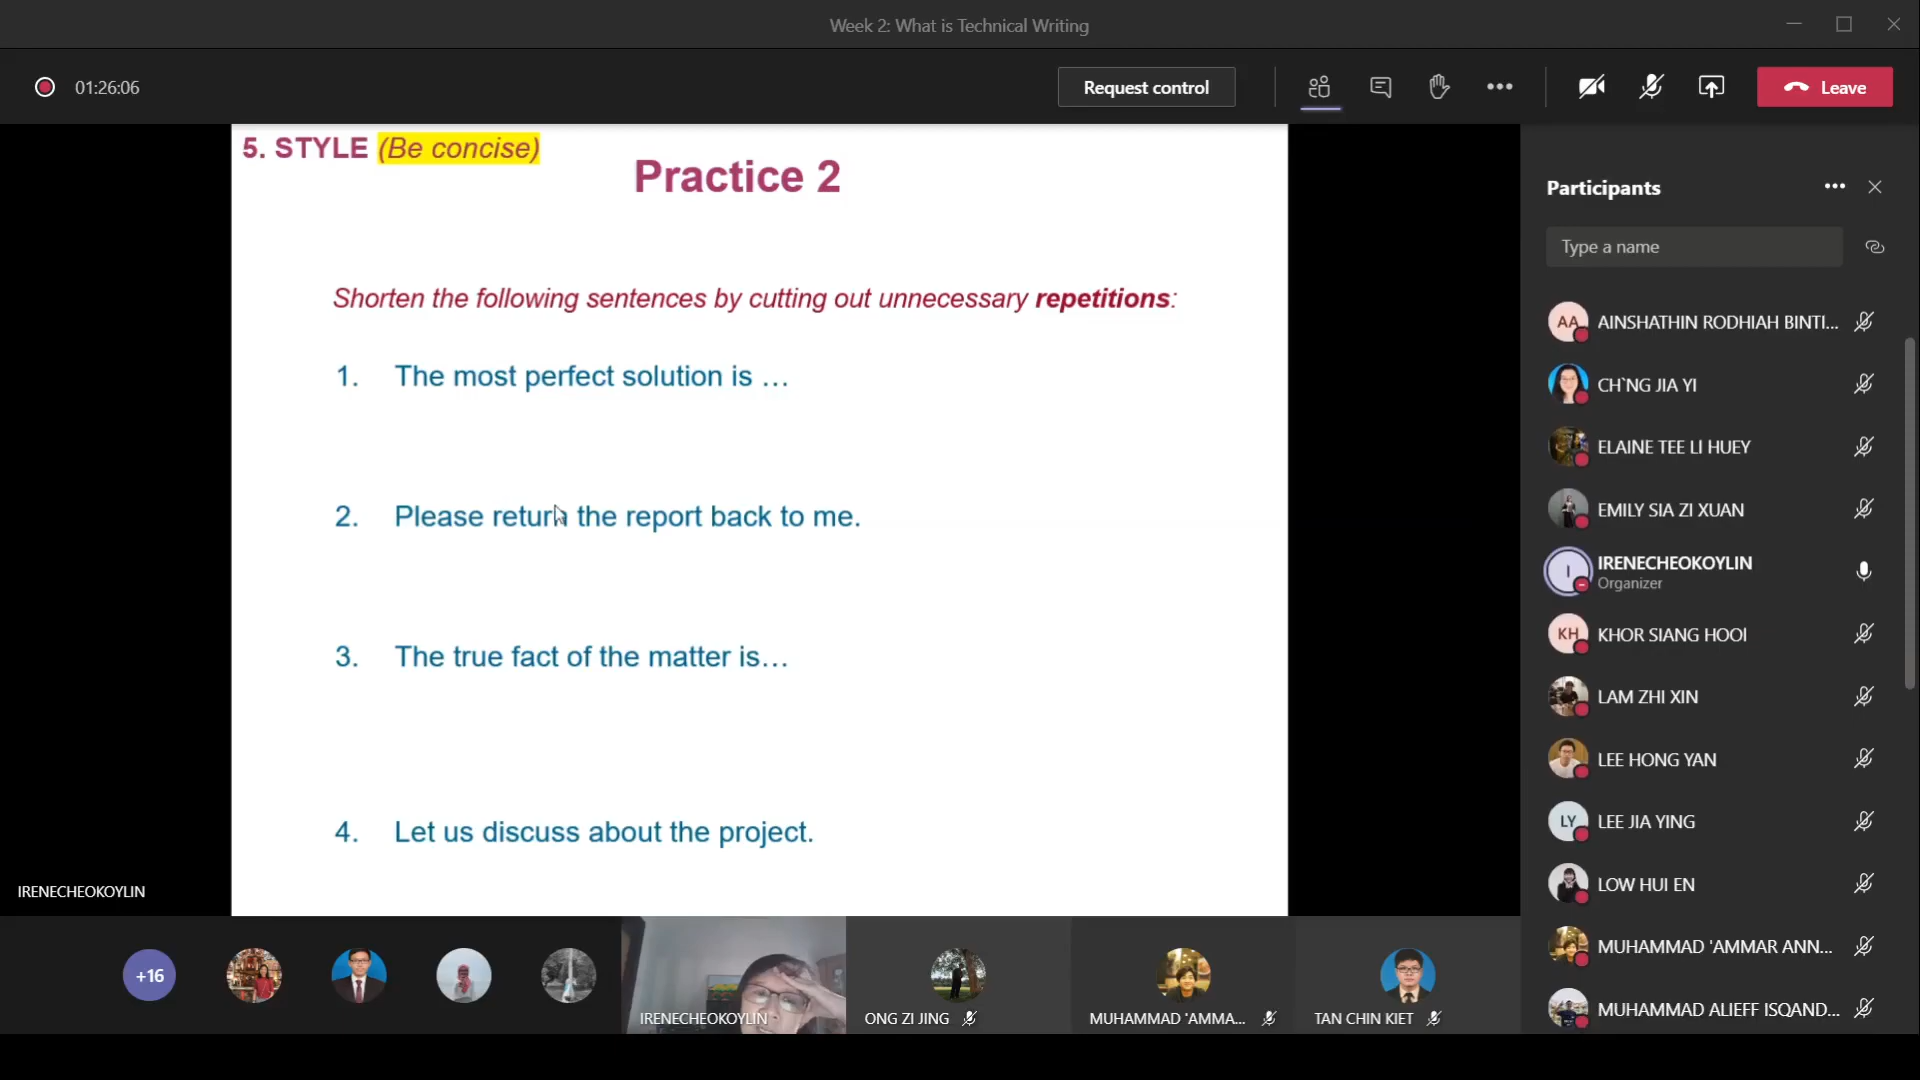 Week 2: What is Technical Writing
01:26:06
Request control
Leave
5. STYLE (Be concise)
Practice 2
Shorten the following sentences by cutting out unnecessary repetitions:
1. The most perfect solution is …
2. Please return the report back to me.
3. The true fact of the matter is…
4. Let us discuss about the project.
IRENECHEOKOYLIN
+16
IRENECHEOKOYLIN
ONG ZI JING
MUHAMMAD 'AMMA...
TAN CHIN KIET
Participants
Type a name
AA
AINSHATHIN RODHIAH BINTI...
CH`NG JIA YI
ELAINE TEE LI HUEY
EMILY SIA ZI XUAN
I
IRENECHEOKOYLIN
Organizer
KH
KHOR SIANG HOOI
LAM ZHI XIN
LEE HONG YAN
LY
LEE JIA YING
LOW HUI EN
MUHAMMAD 'AMMAR ANN...
MUHAMMAD ALIEFF ISQAND...